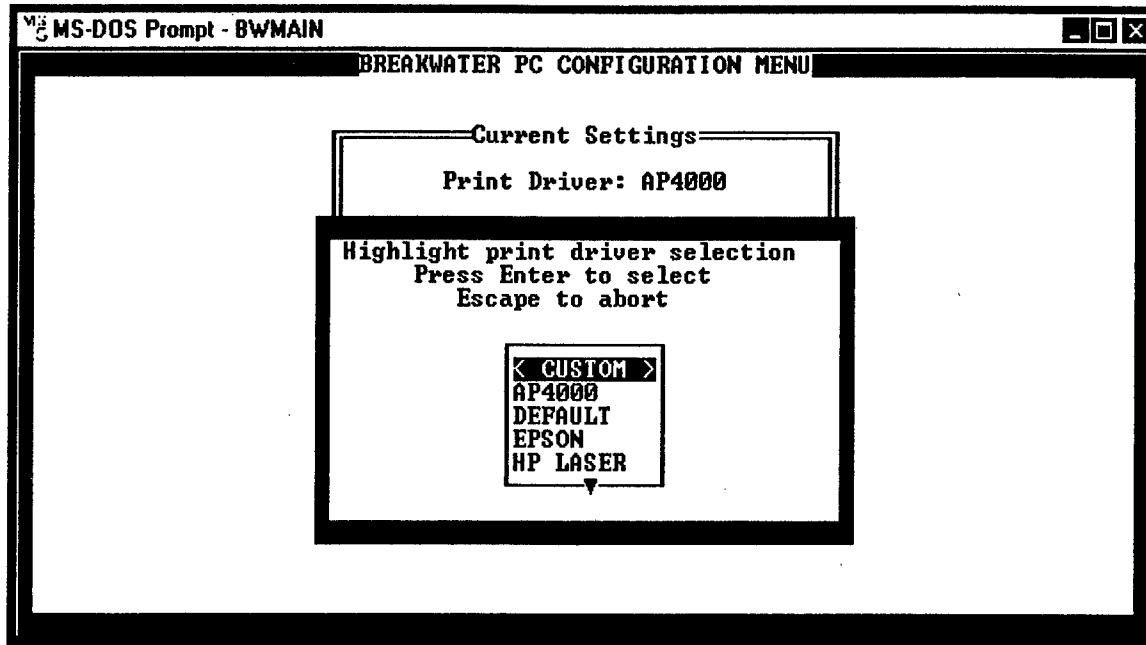 MS-DOS Prompt - BWMAIN
BREAKWATER PC CONFIGURATION MENU
Current Settings
Print Driver: AP4000
Highlight print driver selection
Press Enter to select
Escape to abort
< CUSTOM >
AP4000
DEFAULT
EPSON
HP LASER